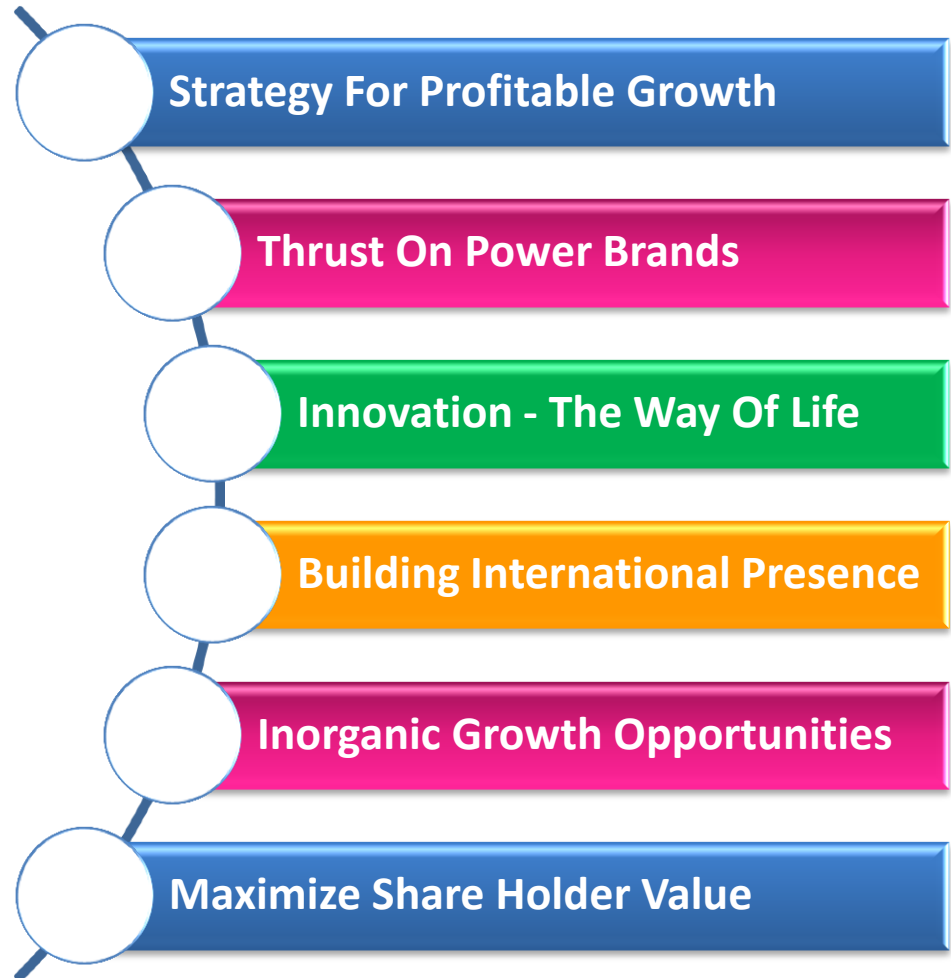 Strategy For Profitable Growth
Thrust On Power Brands
Innovation - The Way Of Life
Building International Presence
Inorganic Growth Opportunities
Maximize Share Holder Value